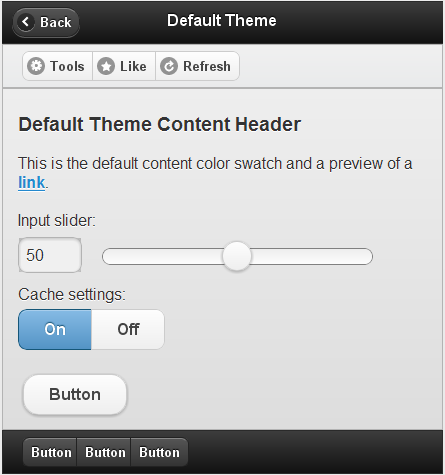 Back Default Theme
Tools Like Refresh
Default Theme Content Header
This is the default content color swatch and a preview of a
link.
Input slider:
50
Cache settings:
On Off
Button
Button Button Button